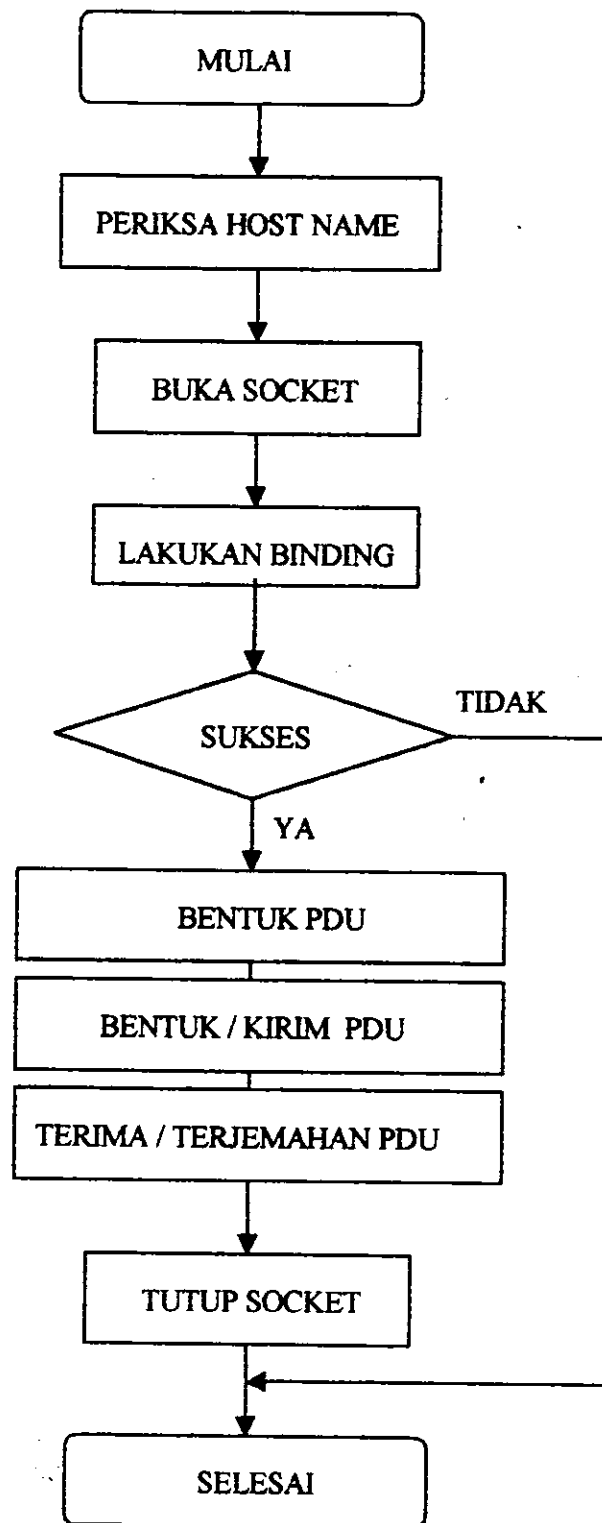 MULAI
PERIKSA HOST NAME
BUKA SOCKET
LAKUKAN BINDING
SUKSES
TIDAK
YA
BENTUK PDU
BENTUK / KIRIM PDU
TERIMA / TERJEMAHAN PDU
TUTUP SOCKET
SELESAI